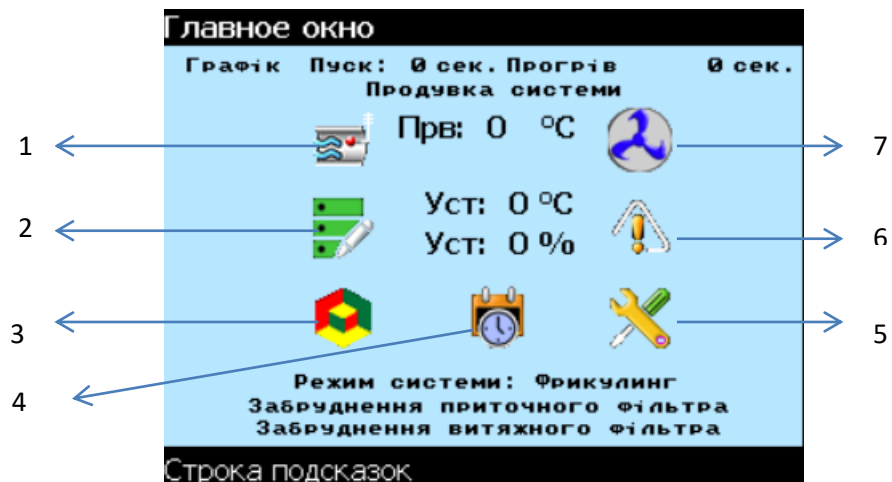 Главное окно
Графік Пуск: 0 сек. Прогрів 0 сек.
Продувка системи
1 Прв: 0 °C 7
2 Уст: 0 °C
Уст: 0 % 6
3 5
4
Режим системи: Фрикулинг
Забруднення приточного фільтра
Забруднення витяжного фільтра
Строка подсказок